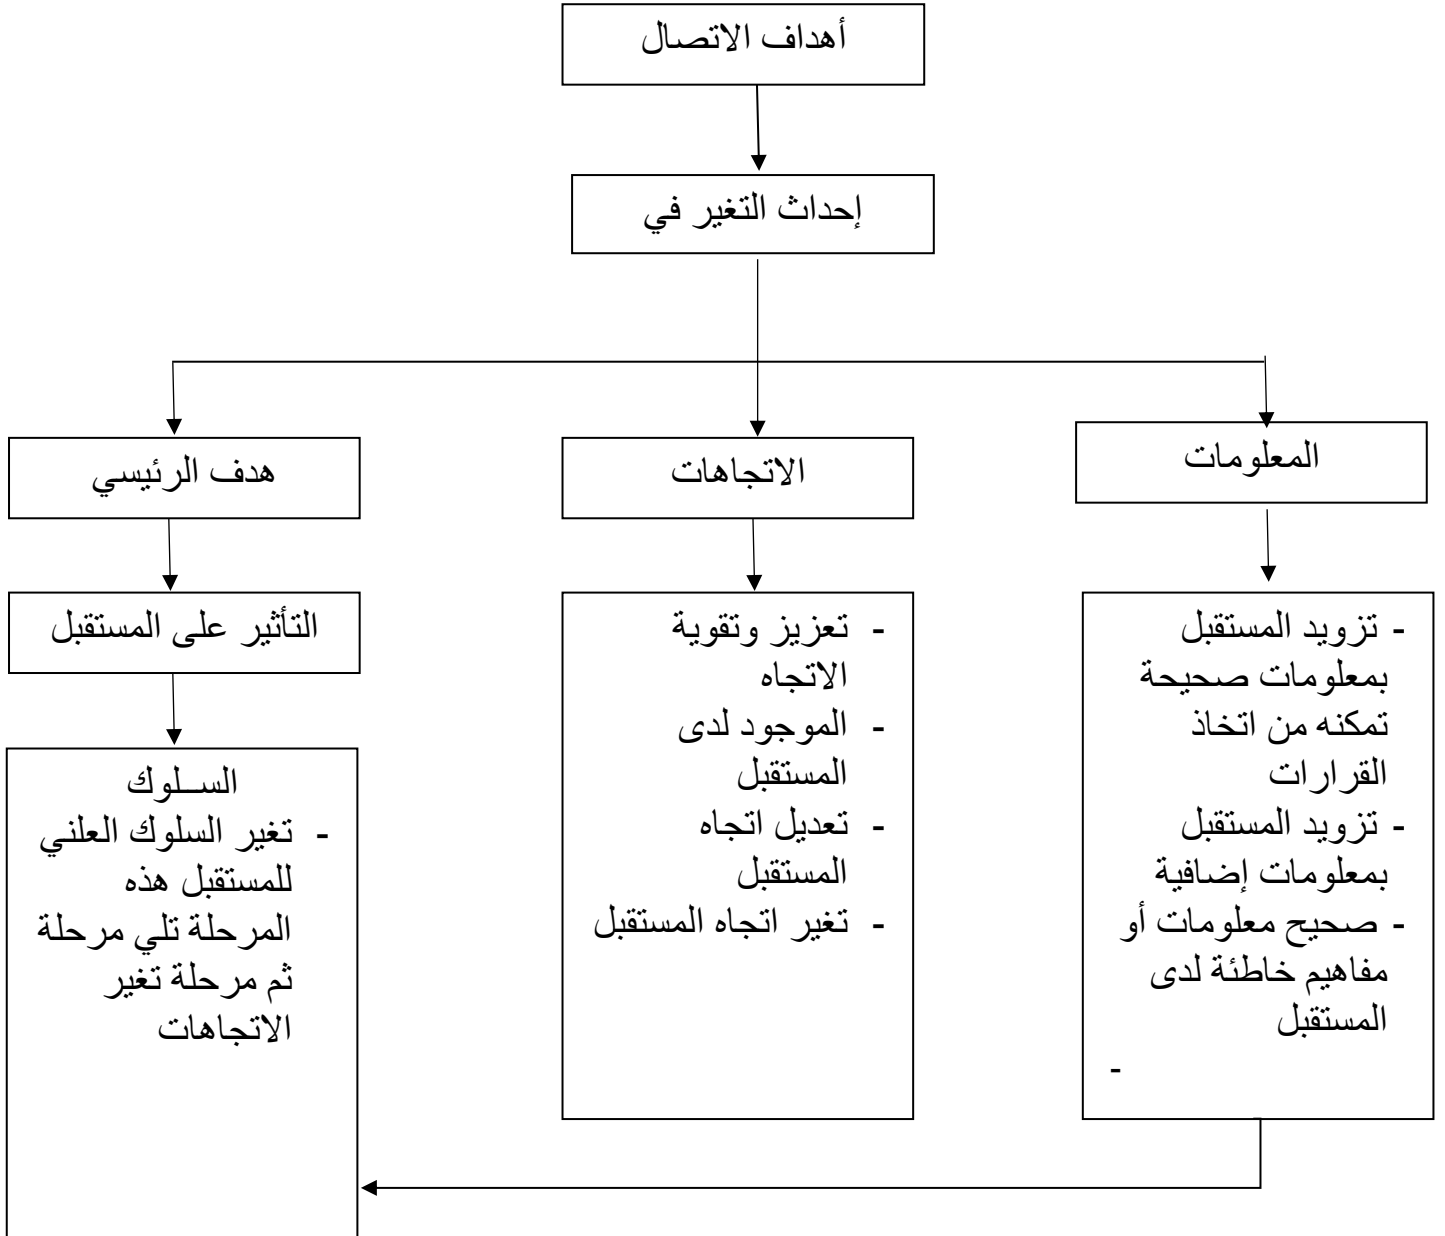 أهداف الاتصال
إحداث التغير في
المعلومات
الاتجاهات
هدف الرئيسي
- تزويد المستقبل
بمعلومات صحيحة
تمكنه من اتخاذ
القرارات
- تزويد المستقبل
بمعلومات إضافية
- صحيح معلومات أو
مفاهيم خاطئة لدى
المستقبل
-
- تعزيز وتقوية
الاتجاه
- الموجود لدى
المستقبل
- تعديل اتجاه
المستقبل
- تغير اتجاه المستقبل
التأثير على المستقبل
الســلوك
- تغير السلوك العلني
للمستقبل هذه
المرحلة تلي مرحلة
ثم مرحلة تغير
الاتجاهات